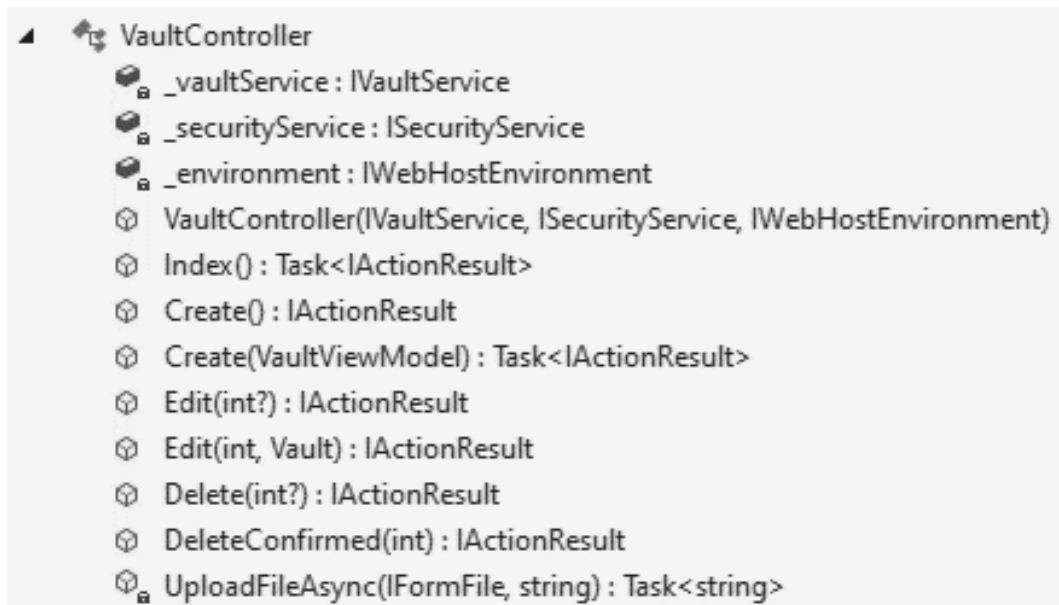 VaultController
_vaultService : IVaultService
_securityService : ISecurityService
_environment : IWebHostEnvironment
VaultController(IVaultService, ISecurityService, IWebHostEnvironment)
Index() : Task<IActionResult>
Create() : IActionResult
Create(VaultViewModel) : Task<IActionResult>
Edit(int?) : IActionResult
Edit(int, Vault) : IActionResult
Delete(int?) : IActionResult
DeleteConfirmed(int) : IActionResult
UploadFileAsync(IFormFile, string) : Task<string>